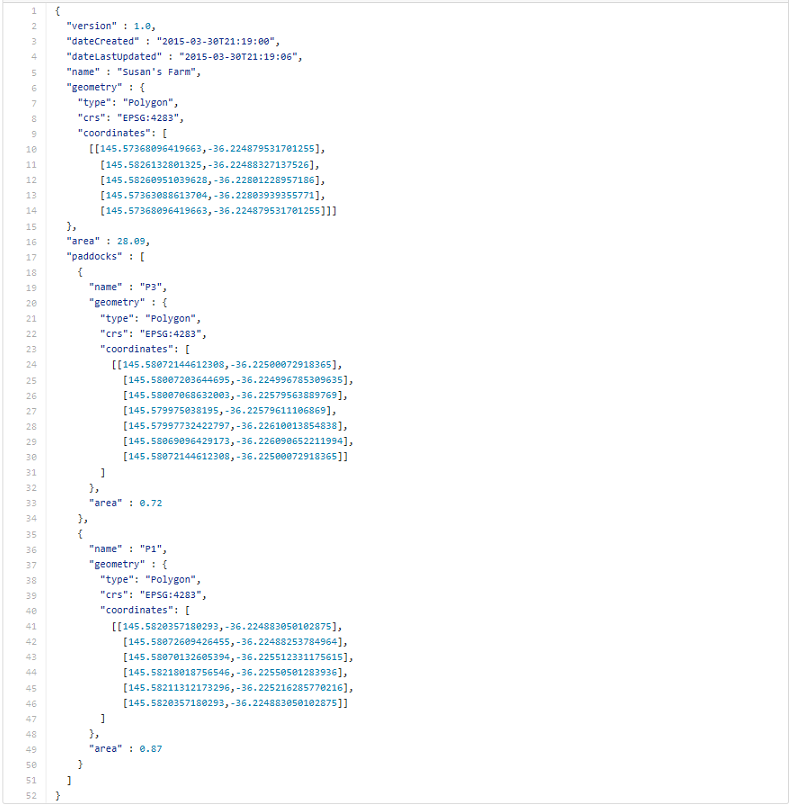 1 {
2 "version" : 1.0,
3 "dateCreated" : "2015-03-30T21:19:00",
4 "dateLastUpdated" : "2015-03-30T21:19:06",
5 "name" : "Susan's Farm",
6 "geometry" : {
7 "type": "Polygon",
8 "crs": "EPSG:4283",
9 "coordinates": [
10 [[145.57368096419663,-36.224879531701255],
11 [145.5826132801325,-36.22488327137526],
12 [145.58260951039628,-36.22801228957186],
13 [145.57363088613704,-36.22803939355771],
14 [145.57368096419663,-36.224879531701255]]]
15 },
16 "area" : 28.09,
17 "paddocks" : [
18 {
19 "name" : "P3",
20 "geometry" : {
21 "type": "Polygon",
22 "crs": "EPSG:4283",
23 "coordinates": [
24 [[145.58072144612308,-36.22500072918365],
25 [145.58007203644695,-36.224996785309635],
26 [145.58007068632003,-36.22579563889769],
27 [145.579975038195,-36.22579611106869],
28 [145.57997732422797,-36.22610013854838],
29 [145.58069096429173,-36.226090652211994],
30 [145.58072144612308,-36.22500072918365]]
31 ]
32 },
33 "area" : 0.72
34 },
35 {
36 "name" : "P1",
37 "geometry" : {
38 "type": "Polygon",
39 "crs": "EPSG:4283",
40 "coordinates": [
41 [[145.5820357180293,-36.224883050102875],
42 [145.58072609426455,-36.22488253784964],
43 [145.58070132605394,-36.225512331175615],
44 [145.58218018756546,-36.22550501283936],
45 [145.58211312173296,-36.225216285770216],
46 [145.5820357180293,-36.224883050102875]]
47 ]
48 },
49 "area" : 0.87
50 }
51 ]
52 }